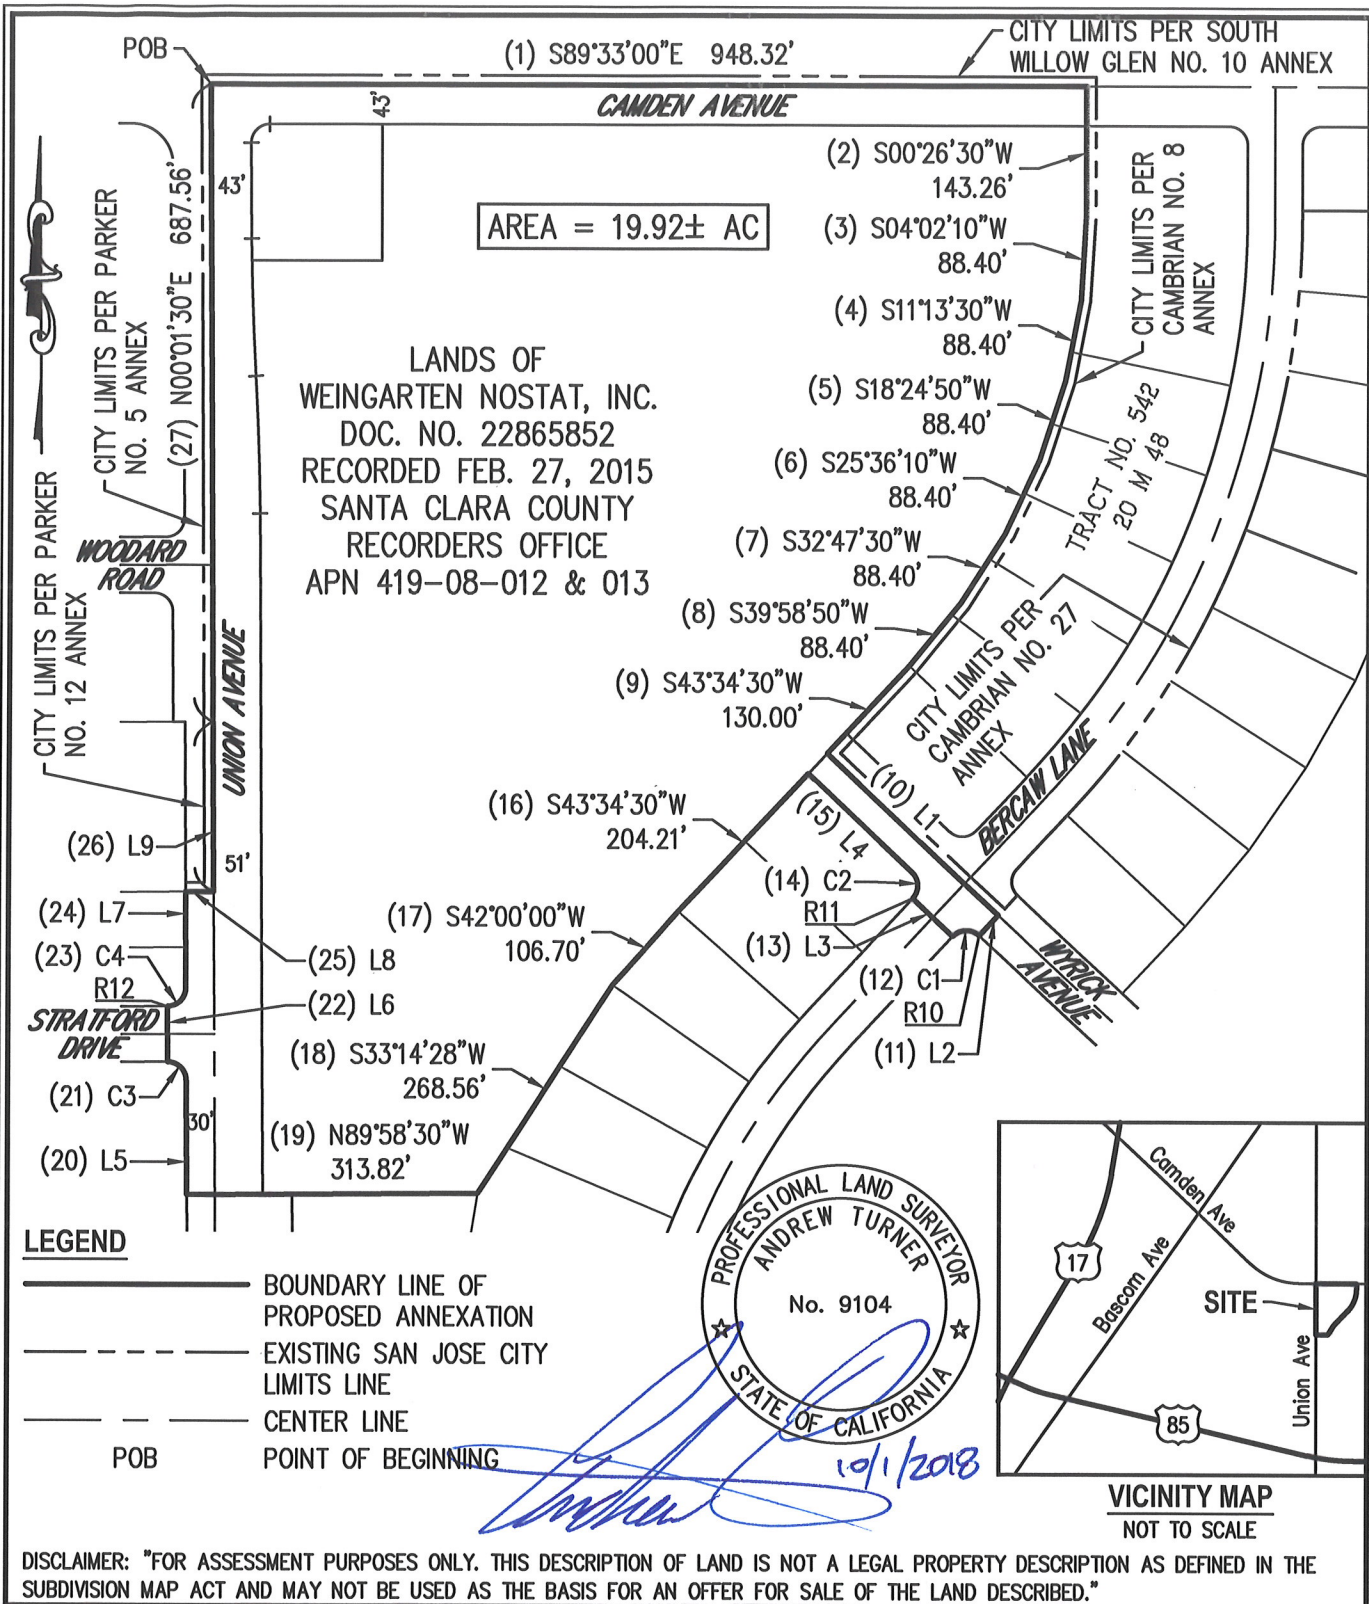 POB
(1) S89°33'00"E 948.32'
CITY LIMITS PER SOUTH
WILLOW GLEN NO. 10 ANNEX
CAMDEN AVENUE
43'
43'
(2) S00°26'30"W
143.26'
(3) S04°02'10"W
88.40'
(4) S11°13'30"W
88.40'
(5) S18°24'50"W
88.40'
(6) S25°36'10"W
88.40'
(7) S32°47'30"W
88.40'
(8) S39°58'50"W
88.40'
(9) S43°34'30"W
130.00'
CITY LIMITS PER
CAMBRIAN NO. 8
ANNEX
AREA = 19.92± AC
CITY LIMITS PER PARKER
NO. 5 ANNEX
(27) N00°01'30"E 687.56'
LANDS OF
WEINGARTEN NOSTAT, INC.
DOC. NO. 22865852
RECORDED FEB. 27, 2015
SANTA CLARA COUNTY
RECORDERS OFFICE
APN 419-08-012 & 013
TRACT NO. 542
20 M 48
CITY LIMITS PER PARKER
NO. 12 ANNEX
WOODARD
ROAD
UNION AVENUE
CITY LIMITS PER
CAMBRIAN NO. 27
ANNEX
BERCAW LANE
(10) L1
(15) L4
(14) C2
R11
(13) L3
(12) C1
R10
(11) L2
WYRICK
AVENUE
(16) S43°34'30"W
204.21'
(17) S42°00'00"W
106.70'
(18) S33°14'28"W
268.56'
(19) N89°58'30"W
313.82'
(26) L9
51'
(24) L7
(23) C4
R12
(25) L8
(22) L6
STRATFORD
DRIVE
(21) C3
30'
(20) L5
LEGEND
BOUNDARY LINE OF
PROPOSED ANNEXATION
EXISTING SAN JOSE CITY
LIMITS LINE
CENTER LINE
POB POINT OF BEGINNING
PROFESSIONAL LAND SURVEYOR
ANDREW TURNER
No. 9104
STATE OF CALIFORNIA
10/1/2018
Camden Ave
17
Bascom Ave
SITE
Union Ave
85
VICINITY MAP
NOT TO SCALE
DISCLAIMER: "FOR ASSESSMENT PURPOSES ONLY. THIS DESCRIPTION OF LAND IS NOT A LEGAL PROPERTY DESCRIPTION AS DEFINED IN THE
SUBDIVISION MAP ACT AND MAY NOT BE USED AS THE BASIS FOR AN OFFER FOR SALE OF THE LAND DESCRIBED."